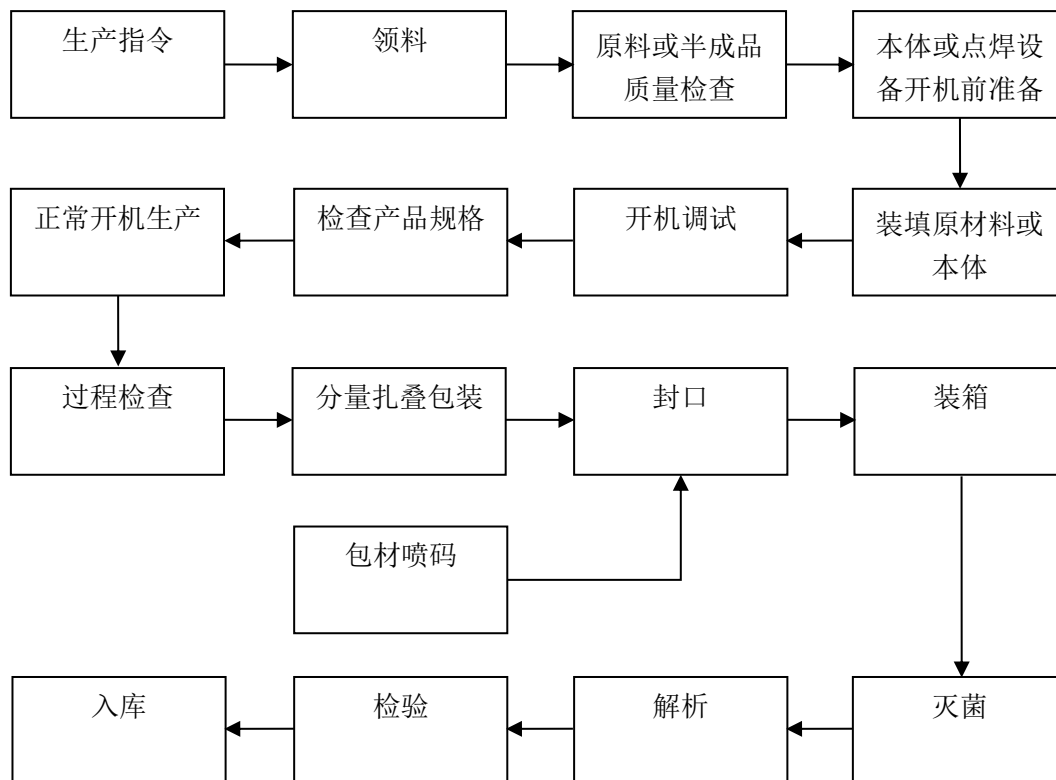 生产指令
领料
原料或半成品
质量检查
本体或点焊设
备开机前准备
正常开机生产
检查产品规格
开机调试
装填原材料或
本体
过程检查
分量扎叠包装
封口
装箱
包材喷码
入库
检验
解析
灭菌